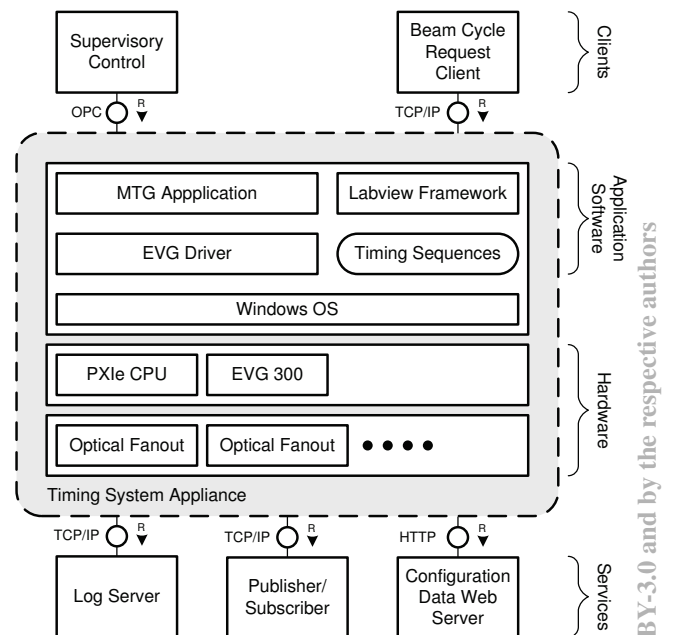 Supervisory
Control
Beam Cycle
Request
Client
Clients
OPC
R
TCP/IP
R
MTG Appplication
Labview Framework
EVG Driver
Timing Sequences
Windows OS
Application
Software
PXIe CPU
EVG 300
Optical Fanout
Optical Fanout
Hardware
Timing System Appliance
TCP/IP
R
TCP/IP
R
HTTP
R
Log Server
Publisher/
Subscriber
Configuration
Data Web
Server
Services
BY-3.0 and by the respective authors